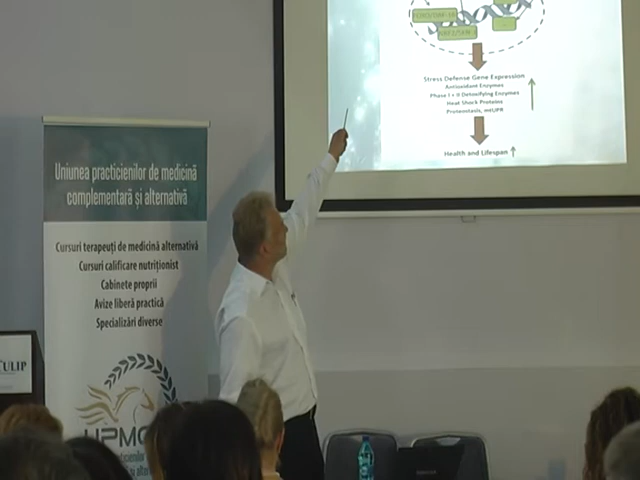 Stress Defense Gene Expression
Antioxidant Enzymes
Phase I + II Detoxifying Enzymes
Heat Shock Proteins
Proteostasis, mtUPR
Health and Lifespan
Uniunea practicienilor de medicină
complementară și alternativă
Cursuri terapeuți de medicină alternativă
Cursuri calificare nutriționist
Cabinete proprii
Avize liberă practică
Specializări diverse
TULIP